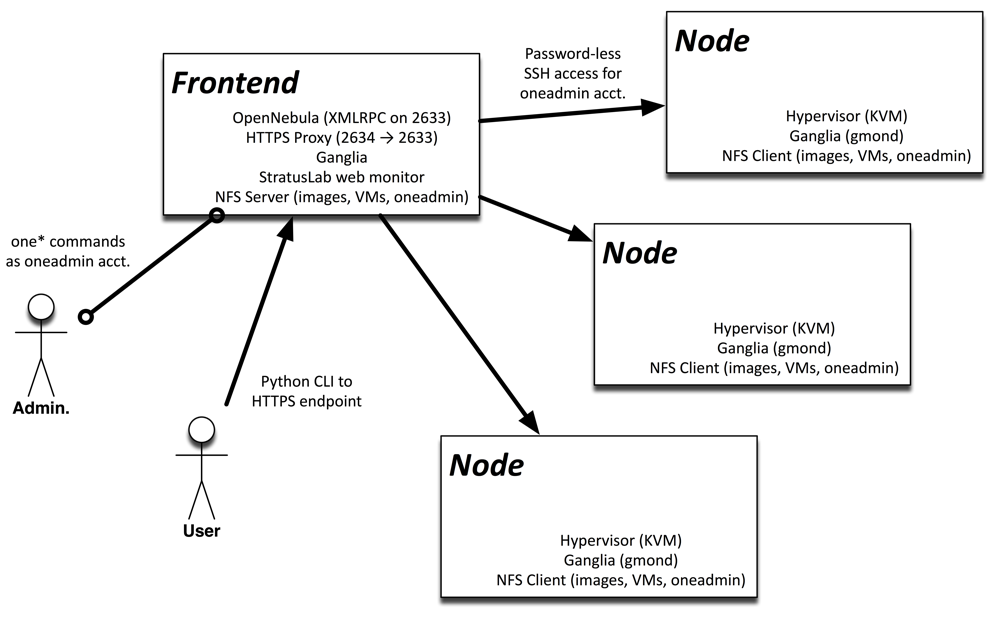 Frontend
OpenNebula (XMLRPC on 2633)
HTTPS Proxy (2634 → 2633)
Ganglia
StratusLab web monitor
NFS Server (images, VMs, oneadmin)
Password-less
SSH access for
oneadmin acct.
Node
Hypervisor (KVM)
Ganglia (gmond)
NFS Client (images, VMs, oneadmin)
Node
Hypervisor (KVM)
Ganglia (gmond)
NFS Client (images, VMs, oneadmin)
one* commands
as oneadmin acct.
Admin.
Python CLI to
HTTPS endpoint
User
Node
Hypervisor (KVM)
Ganglia (gmond)
NFS Client (images, VMs, oneadmin)